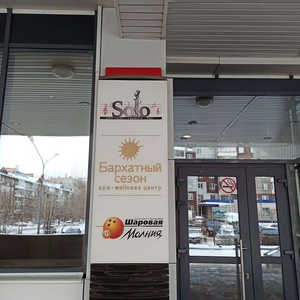 Solo
Бархатный
сезон
spa-wellness центр
Шаровая
Молния